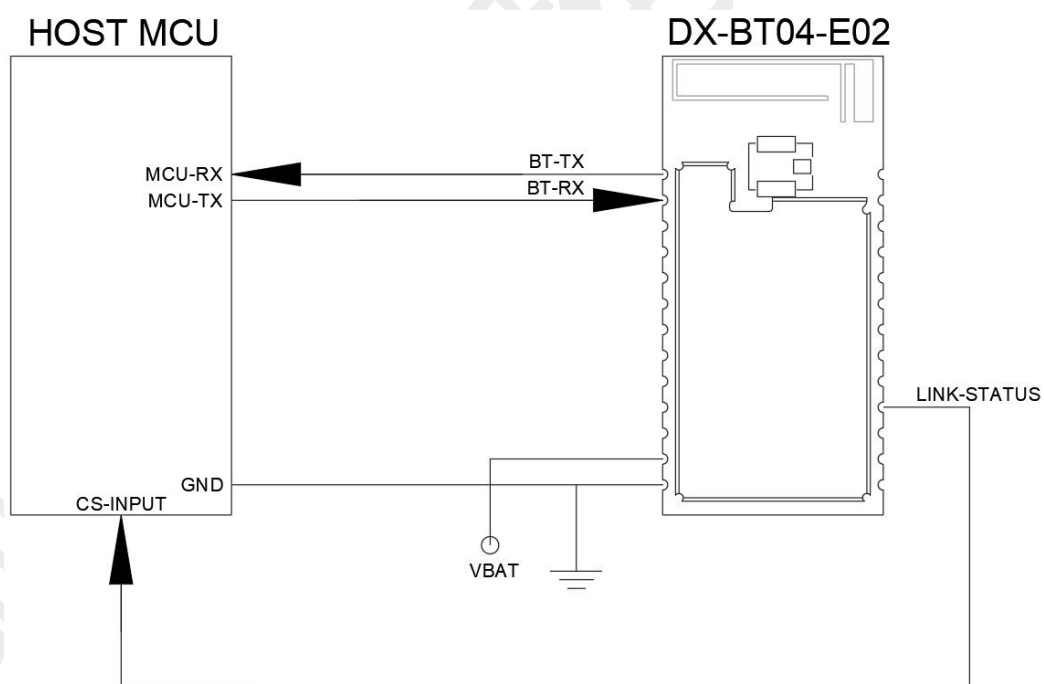 HOST MCU
DX-BT04-E02
BT-TX
MCU-RX
BT-RX
MCU-TX
LINK-STATUS
GND
CS-INPUT
VBAT